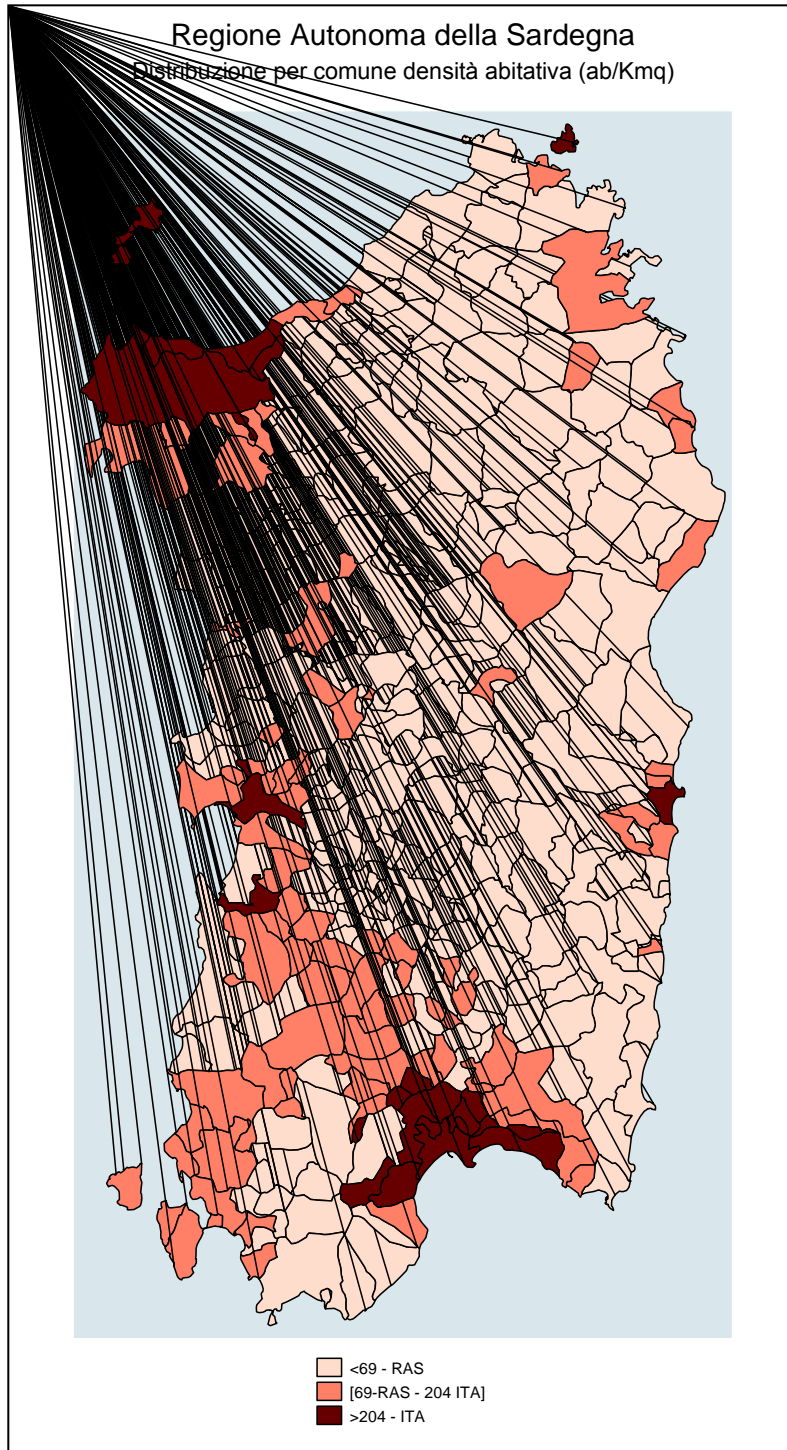 Regione Autonoma della Sardegna
Distribuzione per comune densità abitativa (ab/Kmq)
<69 - RAS
[69-RAS - 204 ITA]
>204 - ITA